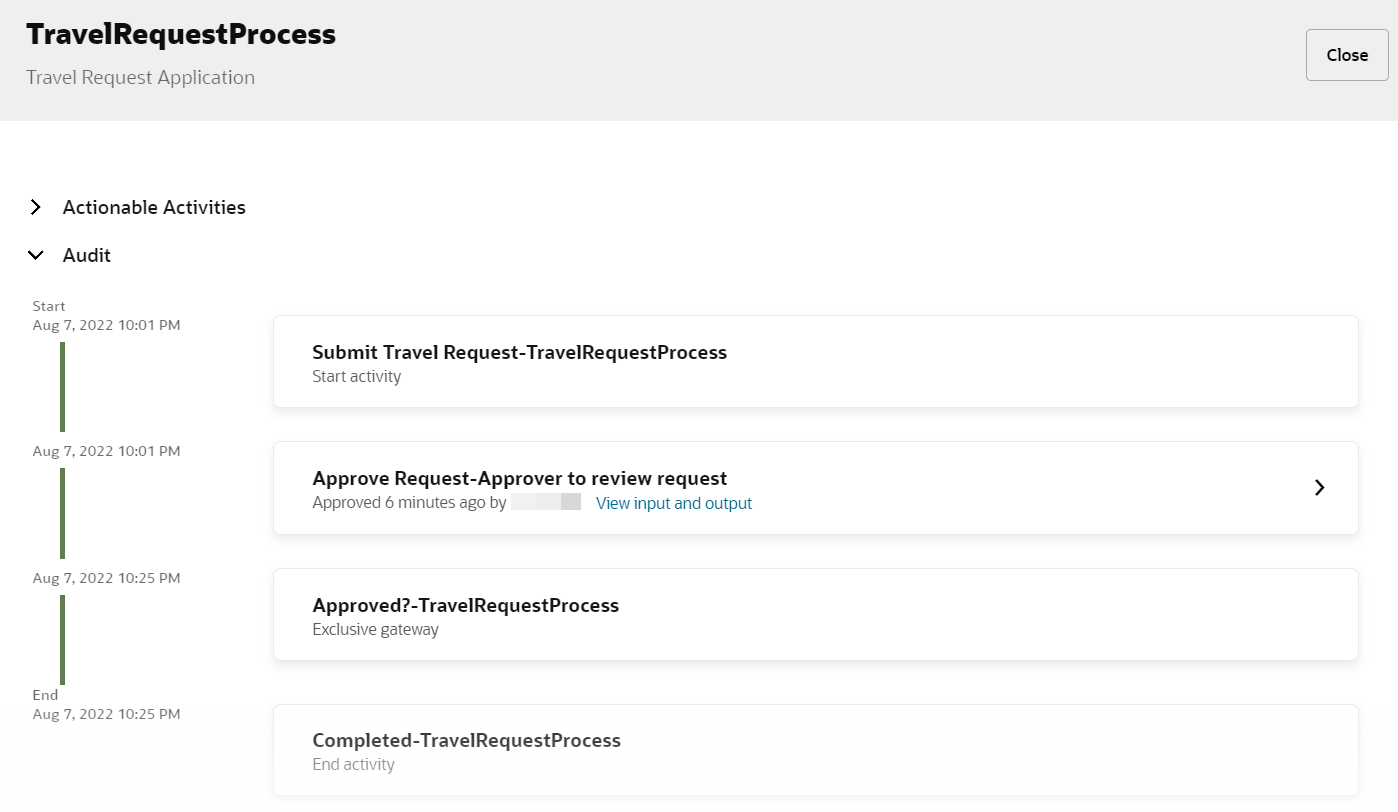 TravelRequestProcess
Travel Request Application
Close
Actionable Activities
Audit
Start
Aug 7, 2022 10:01 PM
Submit Travel Request-TravelRequestProcess
Start activity
Aug 7, 2022 10:01 PM
Approve Request-Approver to review request
Approved 6 minutes ago by View input and output
Aug 7, 2022 10:25 PM
Approved?-TravelRequestProcess
Exclusive gateway
End
Aug 7, 2022 10:25 PM
Completed-TravelRequestProcess
End activity